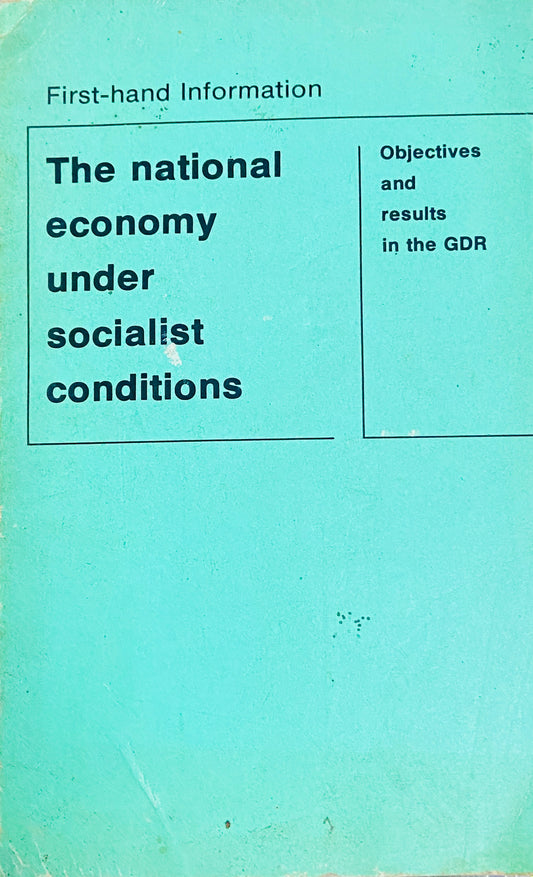 First-hand Information
The national
economy
under
socialist
conditions
Objectives
and
results
in the GDR